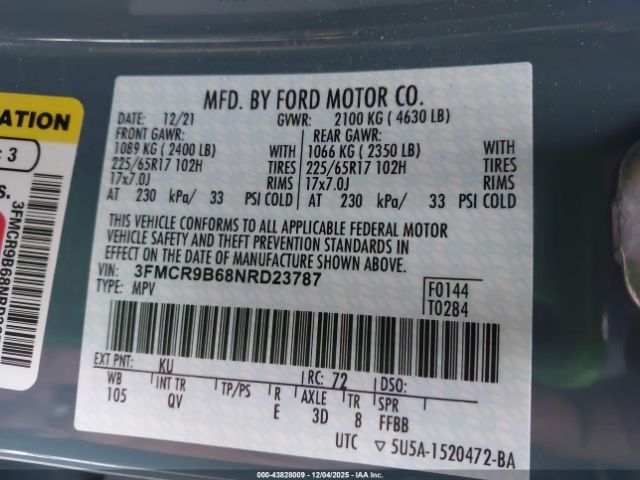 MFD. BY FORD MOTOR CO.
DATE: 12/21 GVWR: 2100 KG ( 4630 LB)
FRONT GAWR: REAR GAWR:
1089 KG ( 2400 LB) WITH 1066 KG ( 2350 LB) WITH
225/65R17 102H TIRES 225/65R17 102H TIRES
17x7.0J RIMS 17x7.0J RIMS
AT 230 kPa/ 33 PSI COLD AT 230 kPa/ 33 PSI COLD
THIS VEHICLE CONFORMS TO ALL APPLICABLE FEDERAL MOTOR
VEHICLE SAFETY AND THEFT PREVENTION STANDARDS IN
EFFECT ON THE DATE OF MANUFACTURE SHOWN ABOVE.
VIN: 3FMCR9B68NRD23787
TYPE: MPV
F0144
T0284
EXT PNT: KU RC: 72 DSO:
WB INT TR TP/PS R AXLE TR SPR
105 QV E 3D 8 FFBB
UTC ▽ 5U5A-1520472-BA
: 3
s.
000-43828009 - 12/04/2025 - IAA Inc.